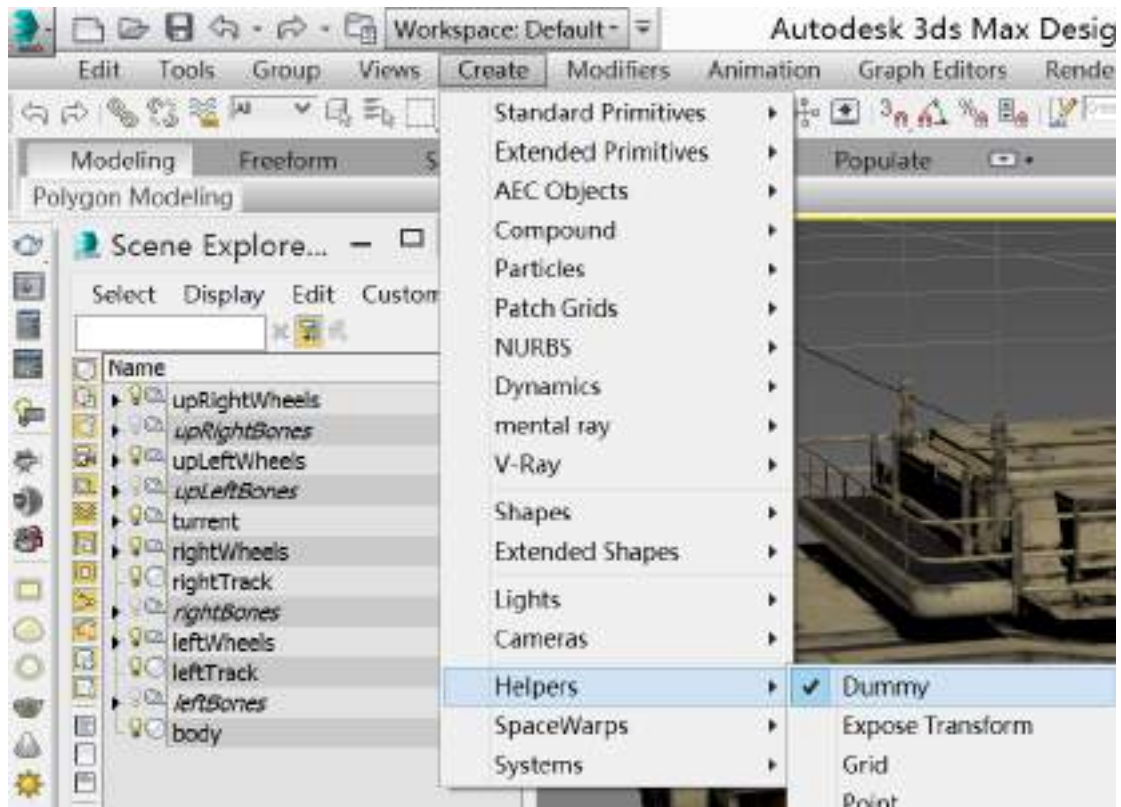 Workspace: Default
Autodesk 3ds Max Desig
Edit Tools Group Views Create Modifiers Animation Graph Editors Rende
Modeling Freeform S Populate
Polygon Modeling
Scene Explore...
Select Display Edit Custom
Name
upRightWheels
upRightBones
upLeftWheels
upLeftBones
turrent
rightWheels
rightTrack
rightBones
leftWheels
leftTrack
leftBones
body
Standard Primitives
Extended Primitives
AEC Objects
Compound
Particles
Patch Grids
NURBS
Dynamics
mental ray
V-Ray
Shapes
Extended Shapes
Lights
Cameras
Helpers
SpaceWarps
Systems
Dummy
Expose Transform
Grid
Point